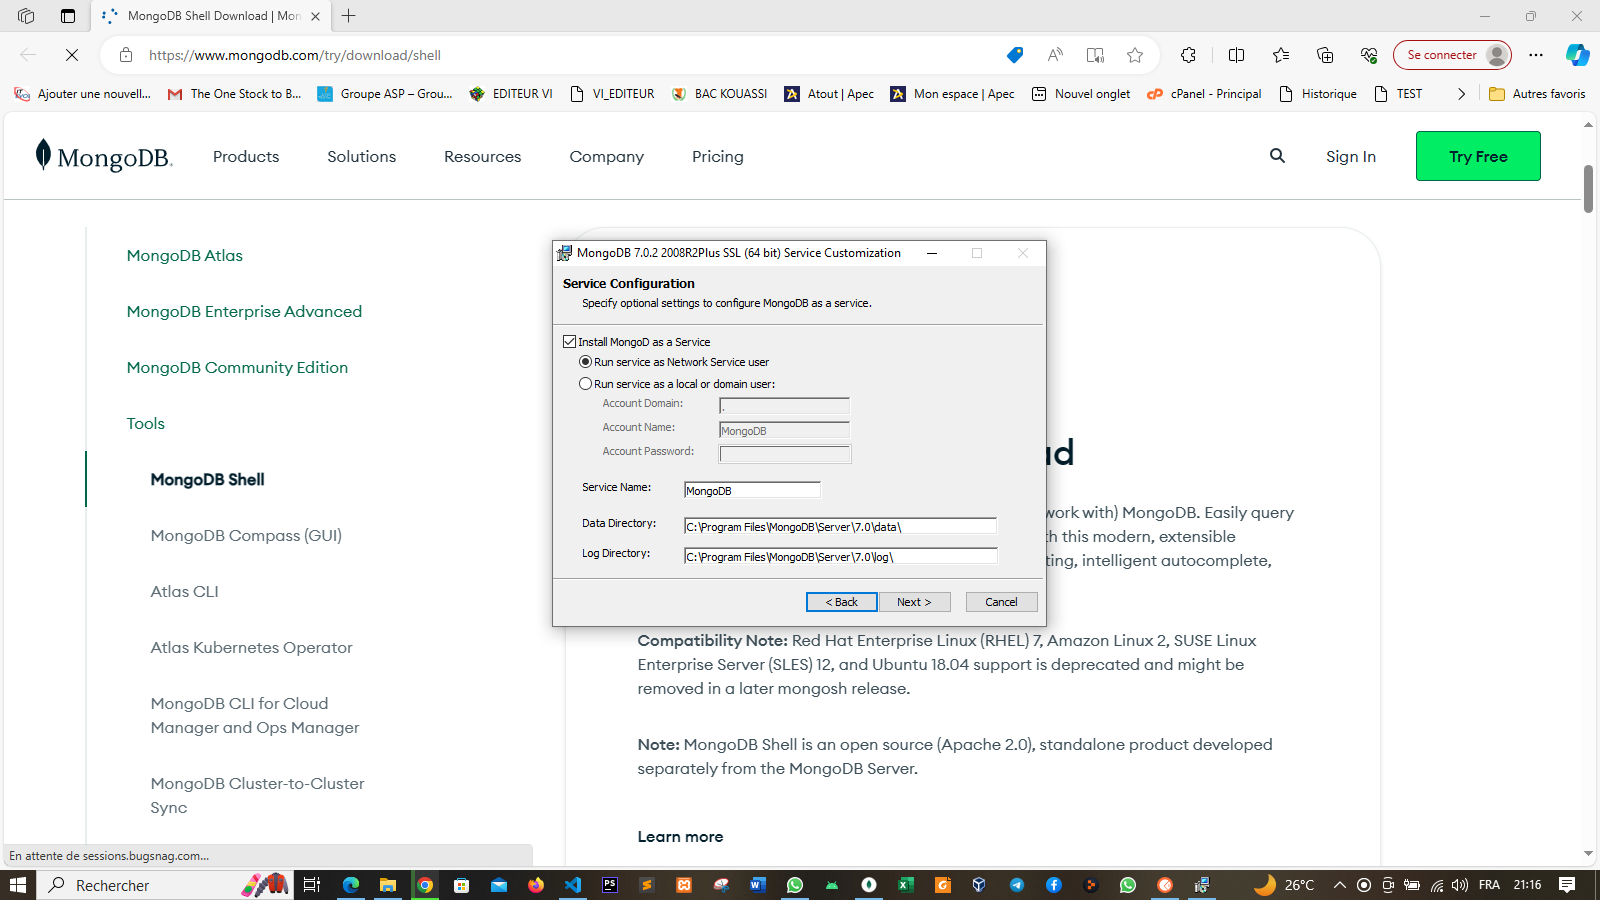 MongoDB Shell Download | Mon
https://www.mongodb.com/try/download/shell
Se connecter
Ajouter une nouvell...
The One Stock to B...
Groupe ASP – Grou...
EDITEUR VI
VI_EDITEUR
BAC KOUASSI
Atout | Apec
Mon espace | Apec
Nouvel onglet
cPanel - Principal
Historique
TEST
Autres favoris
MongoDB.
Products
Solutions
Resources
Company
Pricing
Sign In
Try Free
MongoDB Atlas
MongoDB Enterprise Advanced
MongoDB Community Edition
Tools
MongoDB Shell
MongoDB Compass (GUI)
Atlas CLI
Atlas Kubernetes Operator
MongoDB CLI for Cloud
Manager and Ops Manager
MongoDB Cluster-to-Cluster
Sync
MongoDB 7.0.2 2008R2Plus SSL (64 bit) Service Customization
Service Configuration
Specify optional settings to configure MongoDB as a service.
Install MongoD as a Service
Run service as Network Service user
Run service as a local or domain user:
Account Domain:
.
Account Name:
MongoDB
Account Password:
Service Name:
MongoDB
Data Directory:
C:\Program Files\MongoDB\Server\7.0\data\
Log Directory:
C:\Program Files\MongoDB\Server\7.0\log\
< Back
Next >
Cancel
ad
work with) MongoDB. Easily query
h this modern, extensible
ting, intelligent autocomplete,
Compatibility Note: Red Hat Enterprise Linux (RHEL) 7, Amazon Linux 2, SUSE Linux
Enterprise Server (SLES) 12, and Ubuntu 18.04 support is deprecated and might be
removed in a later mongosh release.
Note: MongoDB Shell is an open source (Apache 2.0), standalone product developed
separately from the MongoDB Server.
Learn more
En attente de sessions.bugsnag.com...
Rechercher
26°C
FRA
21:16